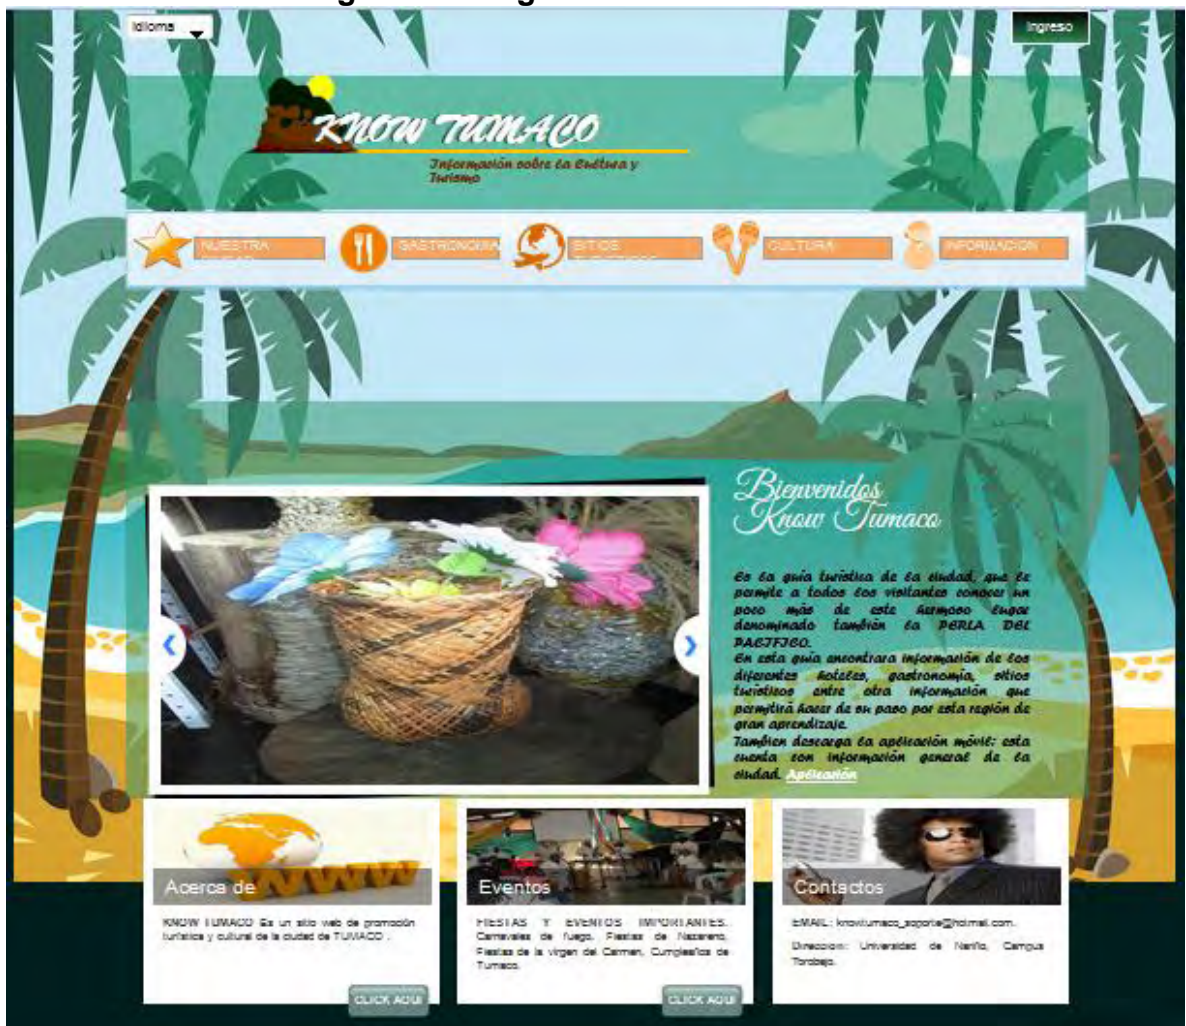 Idioma
Ingreso
KNOW TUMACO
Información sobre la Cultura y
Turismo
NUESTRA
GASTRONOMIA
SITIOS
TURISTICOS
CULTURA
INFORMACION
Bienvenidos
Know Tumaco
Es la guía turística de la ciudad, que le
permite a todos los visitantes conocer un
poco más de este hermoso lugar
denominado también la PERLA DEL
PACIFICO.
En esta guía encontrara información de los
diferentes hoteles, gastronomía, sitios
turísticos entre otra información que
permitirá hacer de su paso por esta región de
gran aprendizaje.
Tambien descarga la aplicación móvil; esta
cuenta con información general de la
ciudad. Aplicación
WWW
Acerca de
KNOW TUMACO Es un sitio web de promoción
turística y cultural de la ciudad de TUMACO .
CLICK AQUI
Eventos
FIESTAS Y EVENTOS IMPORTANTES.
Carnavales de fuego, Fiestas de Nazareno,
Fiestas de la virgen del Carmen, Cumpleaños de
Tumaco.
CLICK AQUI
Contactos
EMAIL: knowtumaco_soporte@hotmail.com.
Direccion: Universidad de Nariño, Campus
Torobajo.